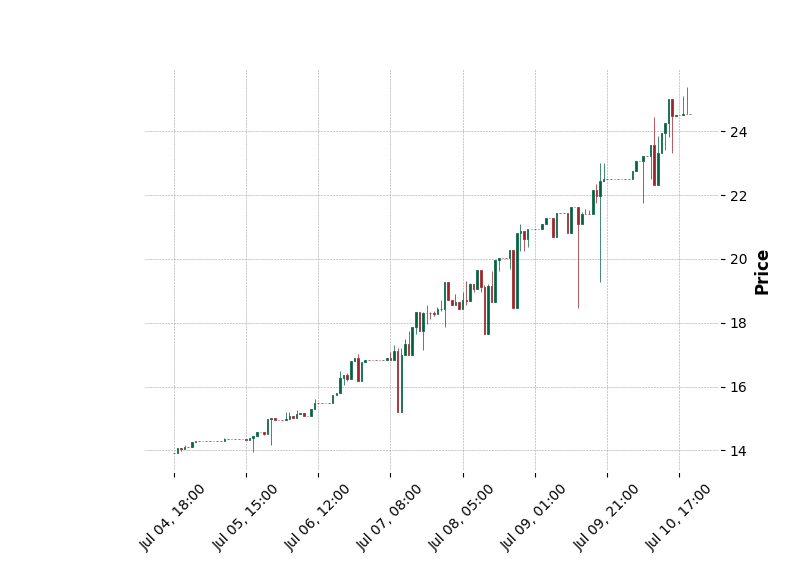 24
22
20
18
16
14
Price
Jul 04, 18:00
Jul 05, 15:00
Jul 06, 12:00
Jul 07, 08:00
Jul 08, 05:00
Jul 09, 01:00
Jul 09, 21:00
Jul 10, 17:00